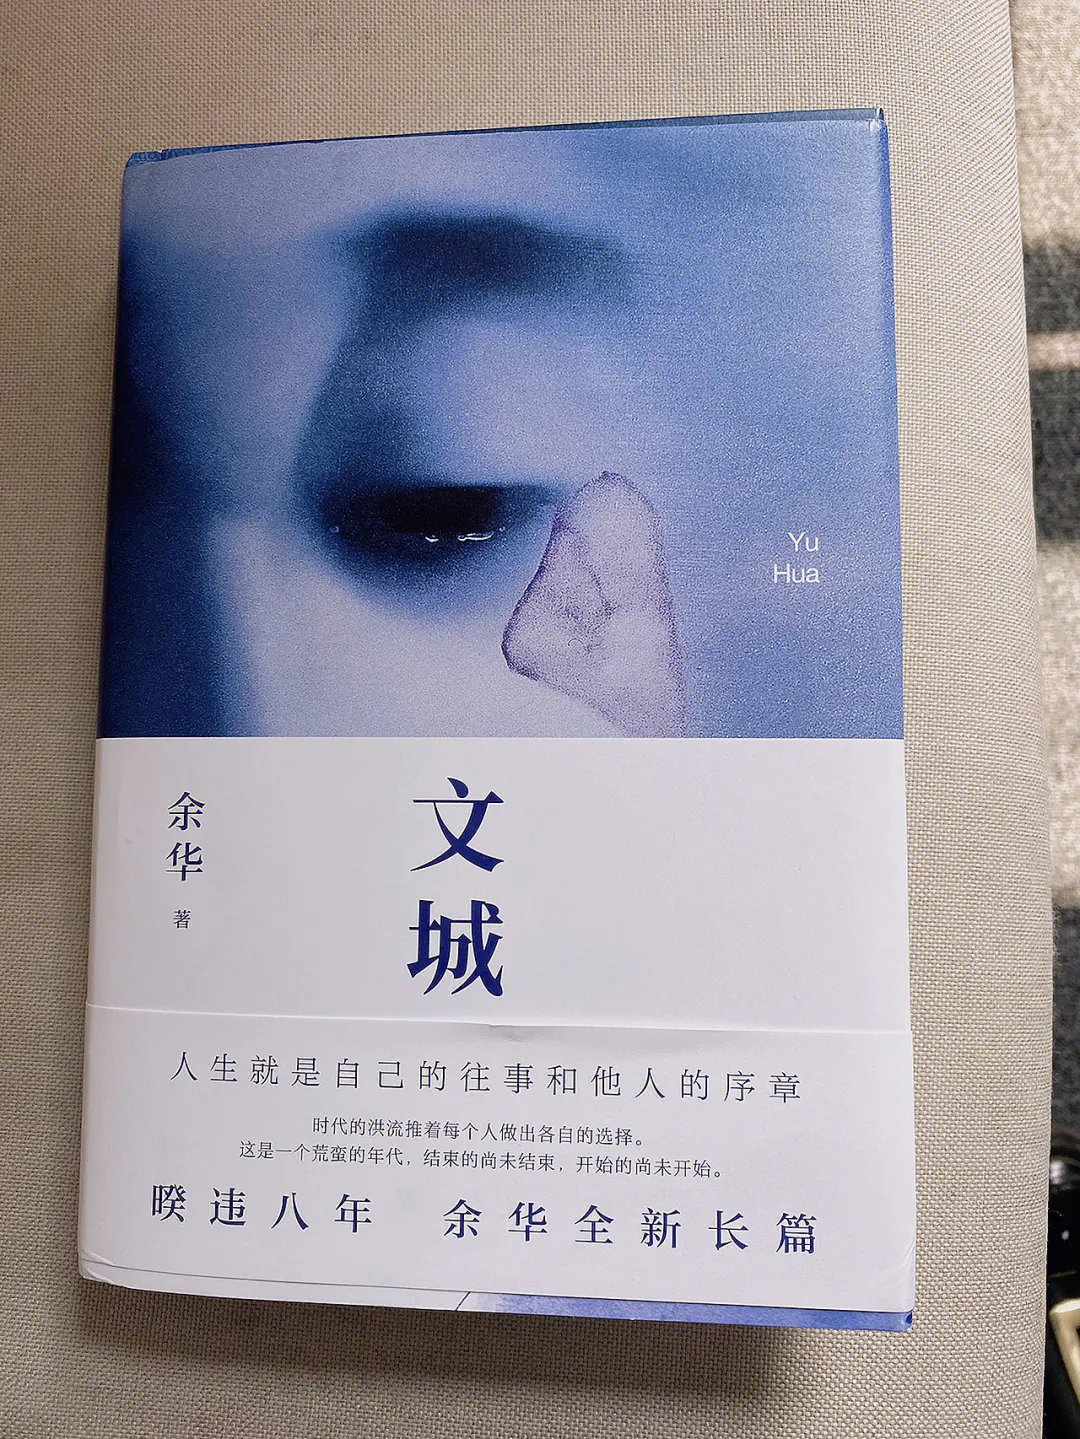 Yu
Hua
文城
余华 著
人生就是自己的往事和他人的序章
时代的洪流推着每个人做出各自的选择。
这是一个荒蛮的年代，结束的尚未结束，开始的尚未开始。
暌违八年 余华全新长篇